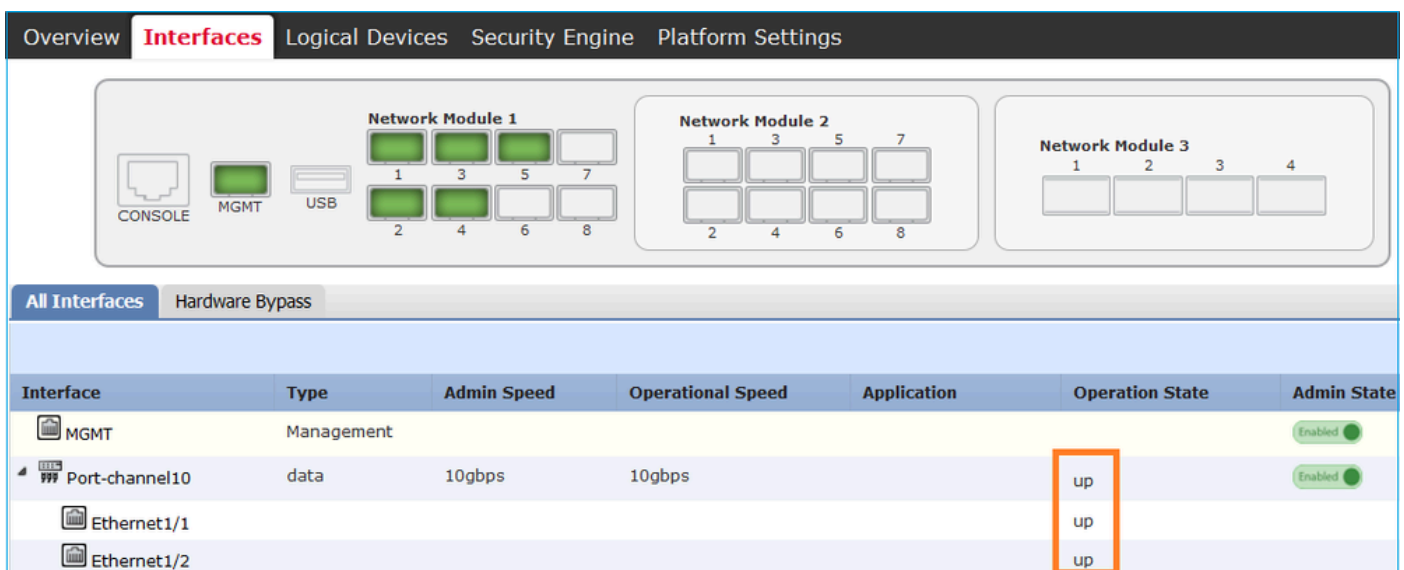 Overview Interfaces Logical Devices Security Engine Platform Settings
Network Module 1
Network Module 2
Network Module 3
1 3 5 7
1 2 3 4
CONSOLE
MGMT
USB
1 3 5 7
2 4 6 8
2 4 6 8
All Interfaces Hardware Bypass
Interface Type Admin Speed Operational Speed Application Operation State Admin State
MGMT Management Enabled
Port-channel10 data 10gbps 10gbps up Enabled
Ethernet1/1 up
Ethernet1/2 up